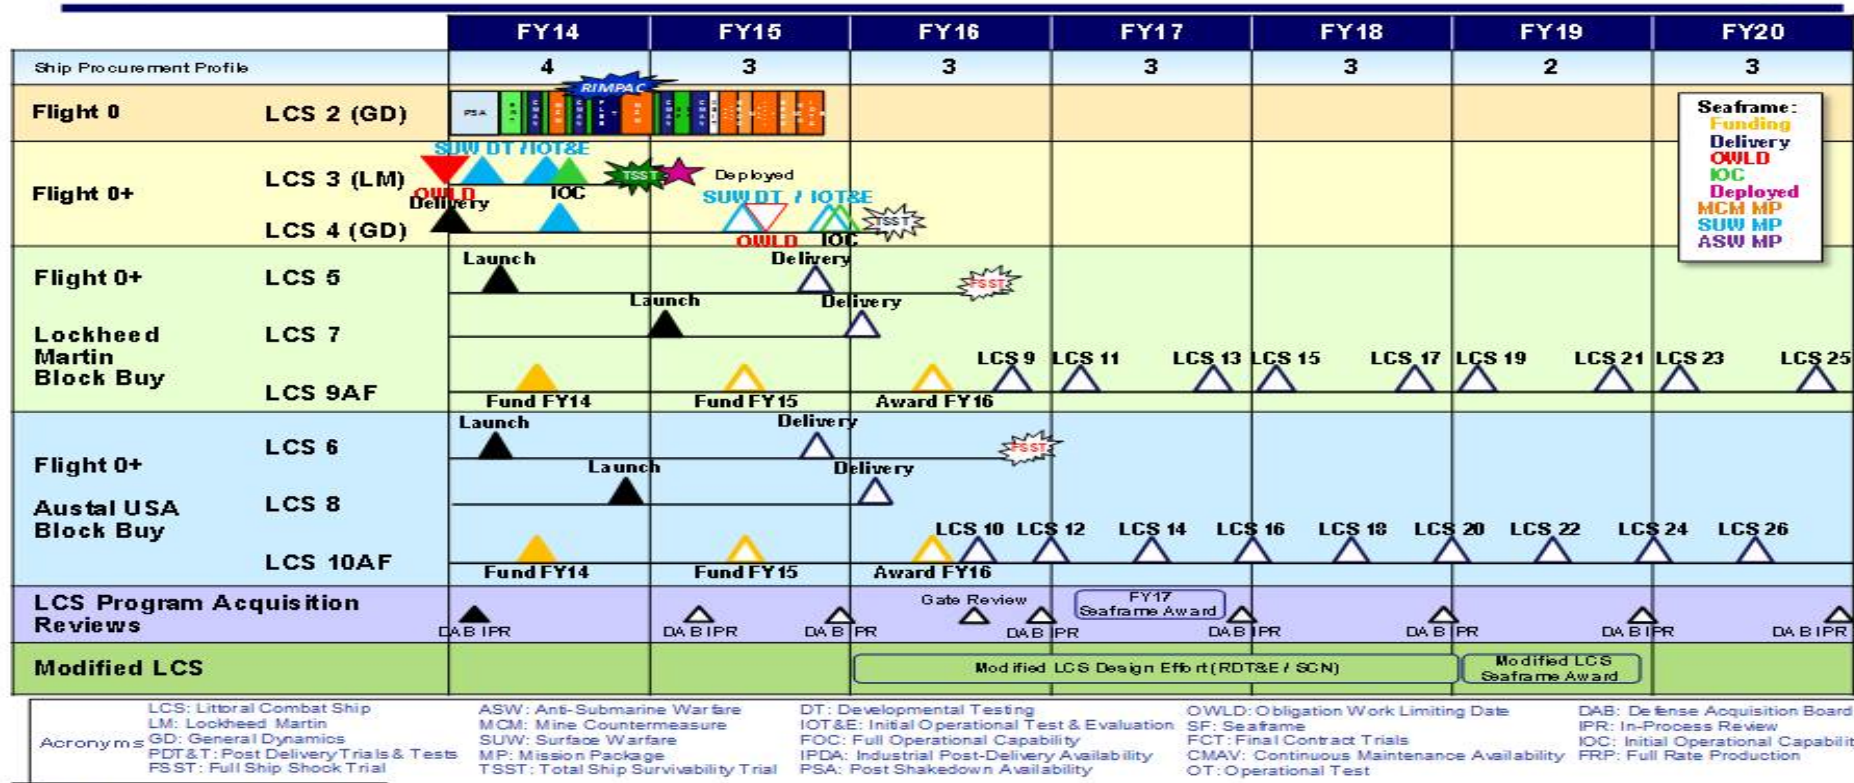 FY14 FY15 FY16 FY17 FY18 FY19 FY20
Ship Procurement Profile 4 3 3 3 3 2 3
RIMPAC
Flight 0 LCS 2 (GD) PSA
Seaframe:
Funding
Delivery
OWLD
IOC
Deployed
MCM MP
SUW MP
ASW MP
SUW DT / IOT&E
Flight 0+ LCS 3 (LM) TSST Deployed
OWLD IOC
Delivery SUW DT / IOT&E
LCS 4 (GD) TSST
OWLD IOC
Launch Delivery
Flight 0+ LCS 5 FSST
Launch Delivery
Lockheed
Martin
Block Buy
LCS 7
LCS 9 LCS 11 LCS 13 LCS 15 LCS 17 LCS 19 LCS 21 LCS 23 LCS 25
LCS 9AF
Fund FY14 Fund FY15 Award FY16
Launch Delivery
LCS 6 FSST
Flight 0+ Launch Delivery
Austal USA
Block Buy
LCS 8
LCS 10 LCS 12 LCS 14 LCS 16 LCS 18 LCS 20 LCS 22 LCS 24 LCS 26
LCS 10AF
Fund FY14 Fund FY15 Award FY16
LCS Program Acquisition
Reviews
Gate Review
FY17
Seaframe Award
DAB IPR DAB IPR DAB IPR DAB IPR DAB IPR DAB IPR DAB IPR DAB IPR
Modified LCS
Modified LCS Design Effort (RDT&E / SCN)
Modified LCS
Seaframe Award
Acronyms
LCS: Littoral Combat Ship
LM: Lockheed Martin
GD: General Dynamics
PDT&T: Post Delivery Trials & Tests
FSST: Full Ship Shock Trial
ASW: Anti-Submarine Warfare
MCM: Mine Countermeasure
SUW: Surface Warfare
MP: Mission Package
TSST: Total Ship Survivability Trial
DT: Developmental Testing
IOT&E: Initial Operational Test & Evaluation
FOC: Full Operational Capability
IPDA: Industrial Post-Delivery Availability
PSA: Post Shakedown Availability
OWLD: Obligation Work Limiting Date
SF: Seaframe
FCT: Final Contract Trials
CMAV: Continuous Maintenance Availability
OT: Operational Test
DAB: Defense Acquisition Board
IPR: In-Process Review
IOC: Initial Operational Capabilit
FRP: Full Rate Production